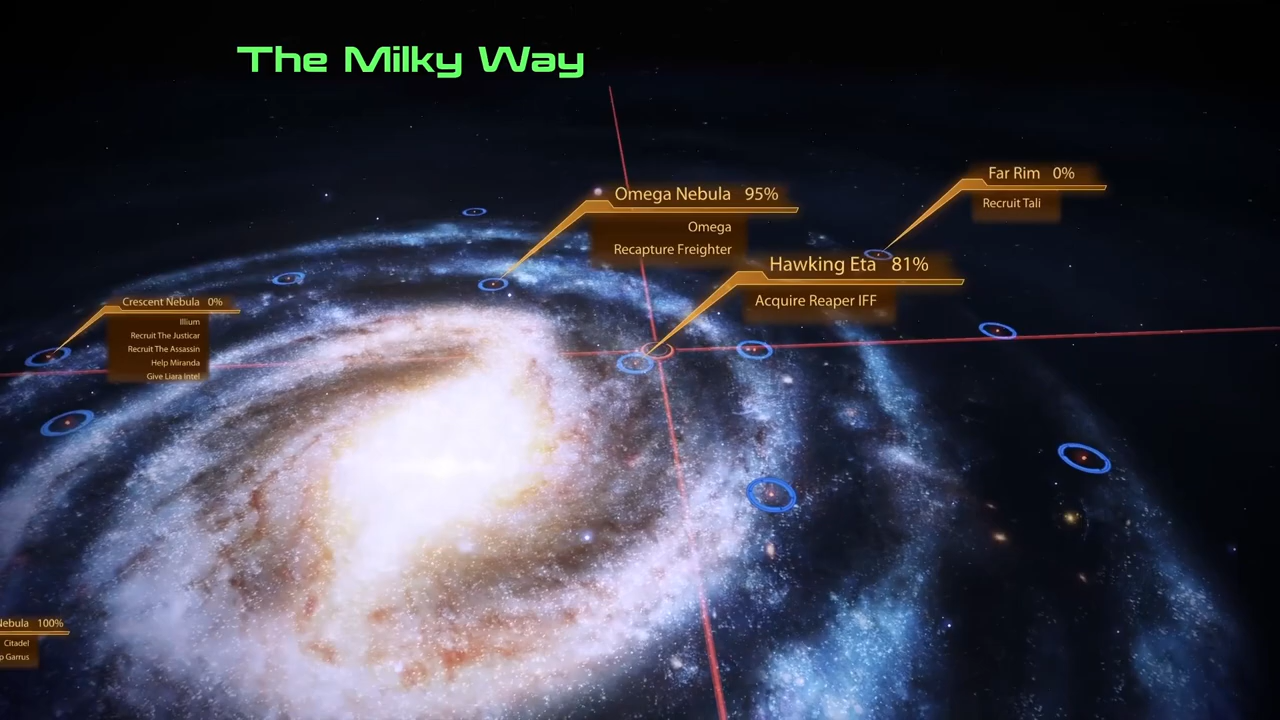 The Milky Way
Far Rim 0%
Recruit Tali
Omega Nebula 95%
Omega
Recapture Freighter
Hawking Eta 81%
Acquire Reaper IFF
Crescent Nebula 0%
Illium
Recruit The Justicar
Recruit The Assassin
Help Miranda
Give Liara Intel
Nebula 100%
Citadel
p Garrus